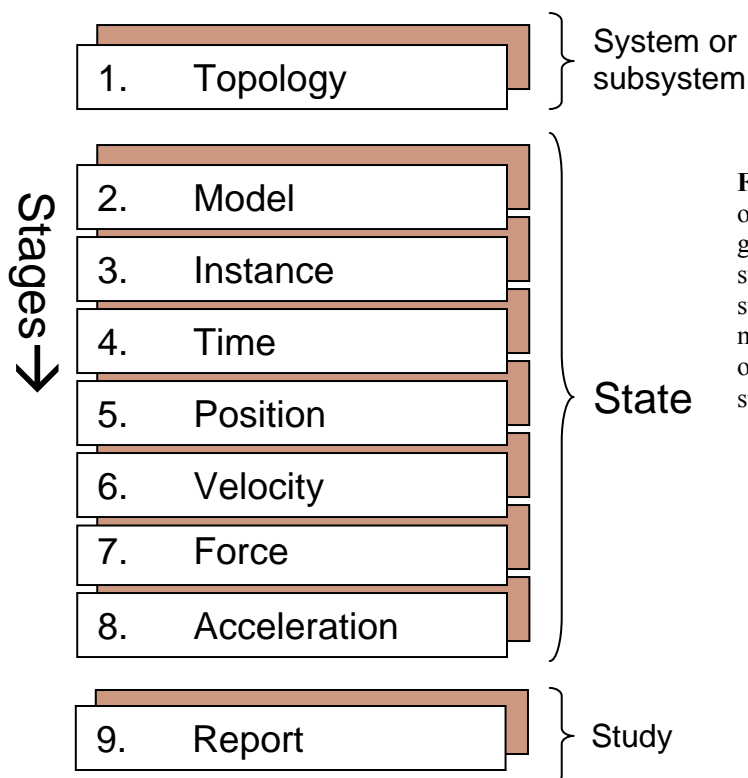 System or
subsystem
1. Topology
Stages→
2. Model
3. Instance
4. Time
5. Position
6. Velocity
7. Force
8. Acceleration
State
9. Report
Study